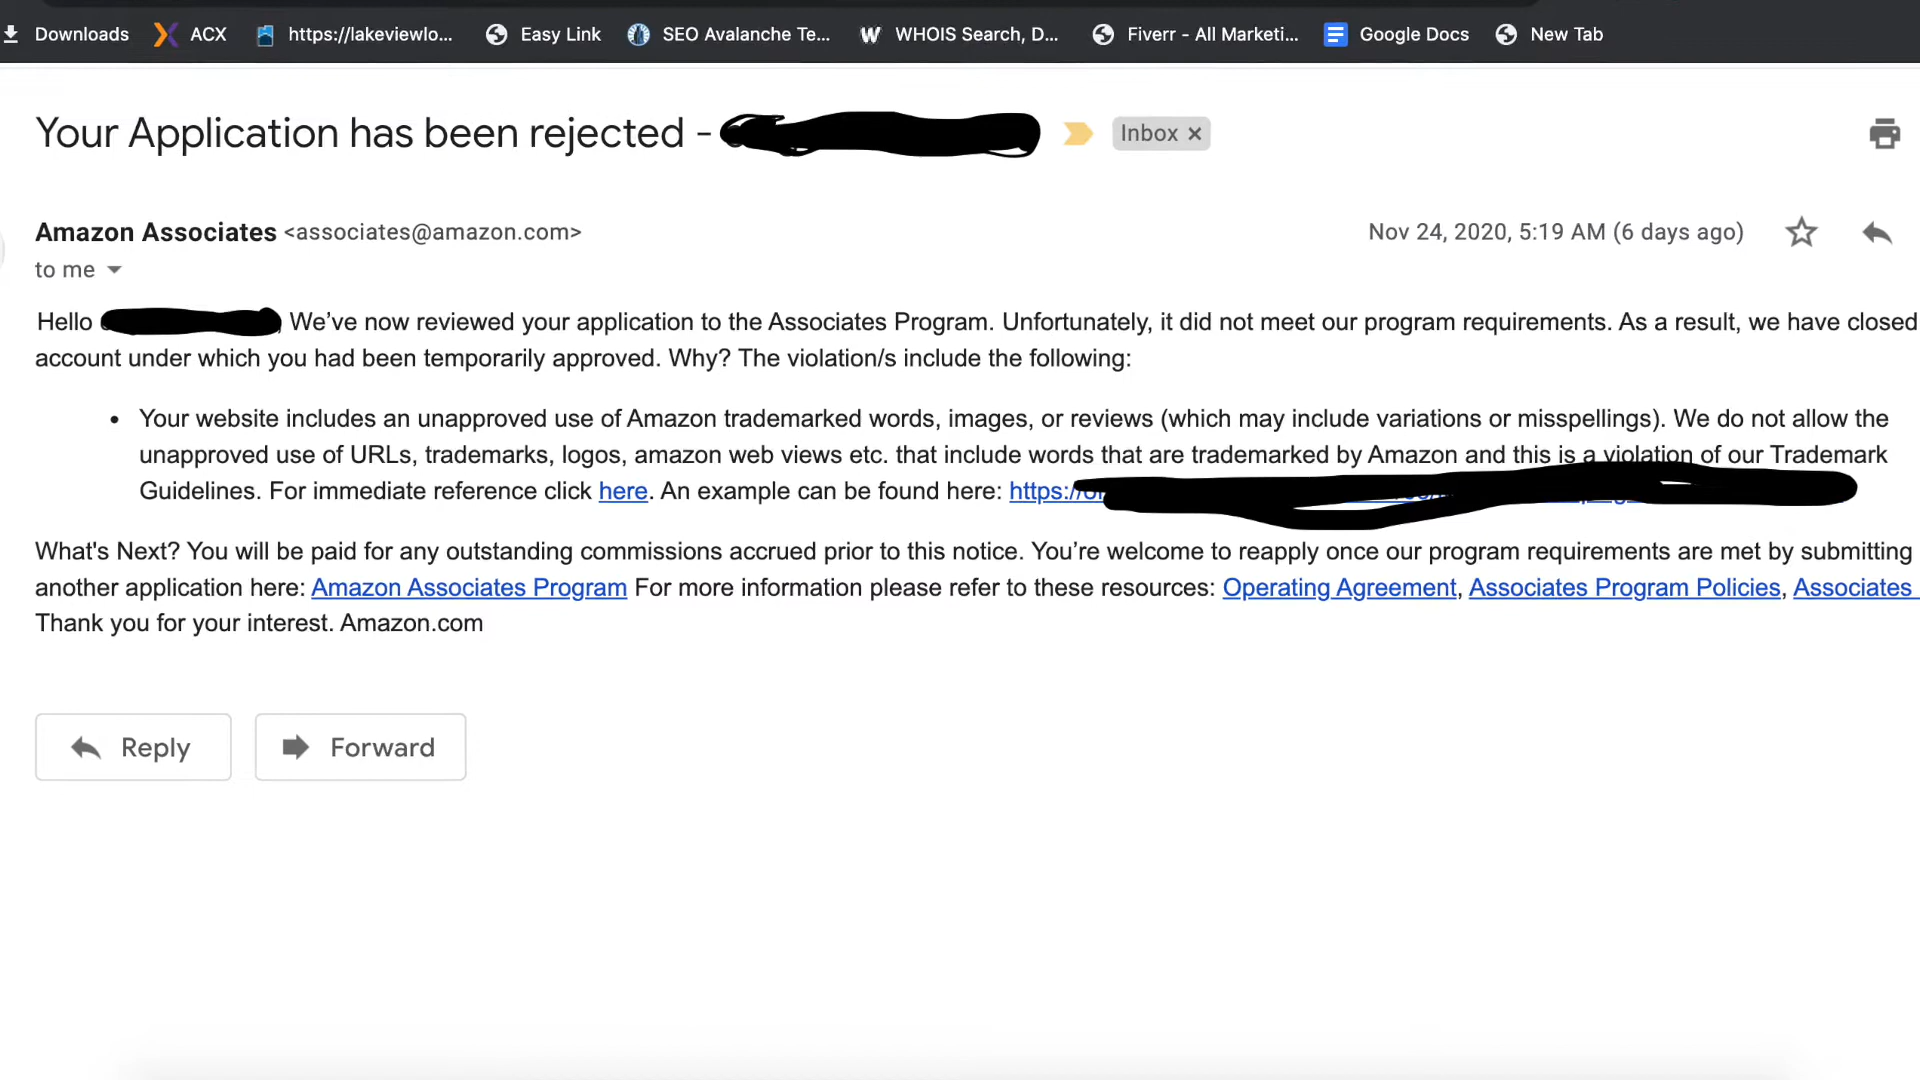 Downloads ACX https://lakeviewlo... Easy Link SEO Avalanche Te... WHOIS Search, D... Fiverr - All Marketi... Google Docs New Tab
Your Application has been rejected - Inbox ×
Amazon Associates <associates@amazon.com> Nov 24, 2020, 5:19 AM (6 days ago)
to me
Hello We’ve now reviewed your application to the Associates Program. Unfortunately, it did not meet our program requirements. As a result, we have closed
account under which you had been temporarily approved. Why? The violation/s include the following:
• Your website includes an unapproved use of Amazon trademarked words, images, or reviews (which may include variations or misspellings). We do not allow the
unapproved use of URLs, trademarks, logos, amazon web views etc. that include words that are trademarked by Amazon and this is a violation of our Trademark
Guidelines. For immediate reference click here. An example can be found here: https://
What's Next? You will be paid for any outstanding commissions accrued prior to this notice. You’re welcome to reapply once our program requirements are met by submitting
another application here: Amazon Associates Program For more information please refer to these resources: Operating Agreement, Associates Program Policies, Associates
Thank you for your interest. Amazon.com
Reply Forward